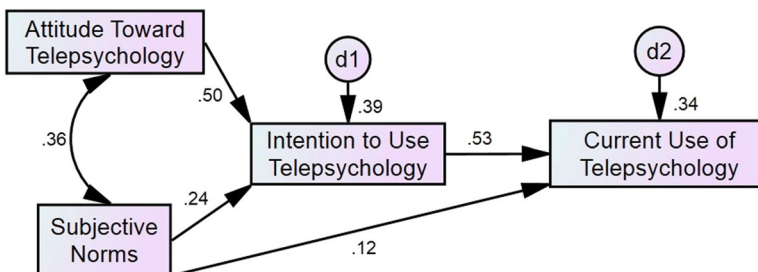 Attitude Toward
Telepsychology
d1
d2
.50
.39
.34
.36
Intention to Use
Telepsychology
.53
Current Use of
Telepsychology
.24
Subjective
Norms
.12